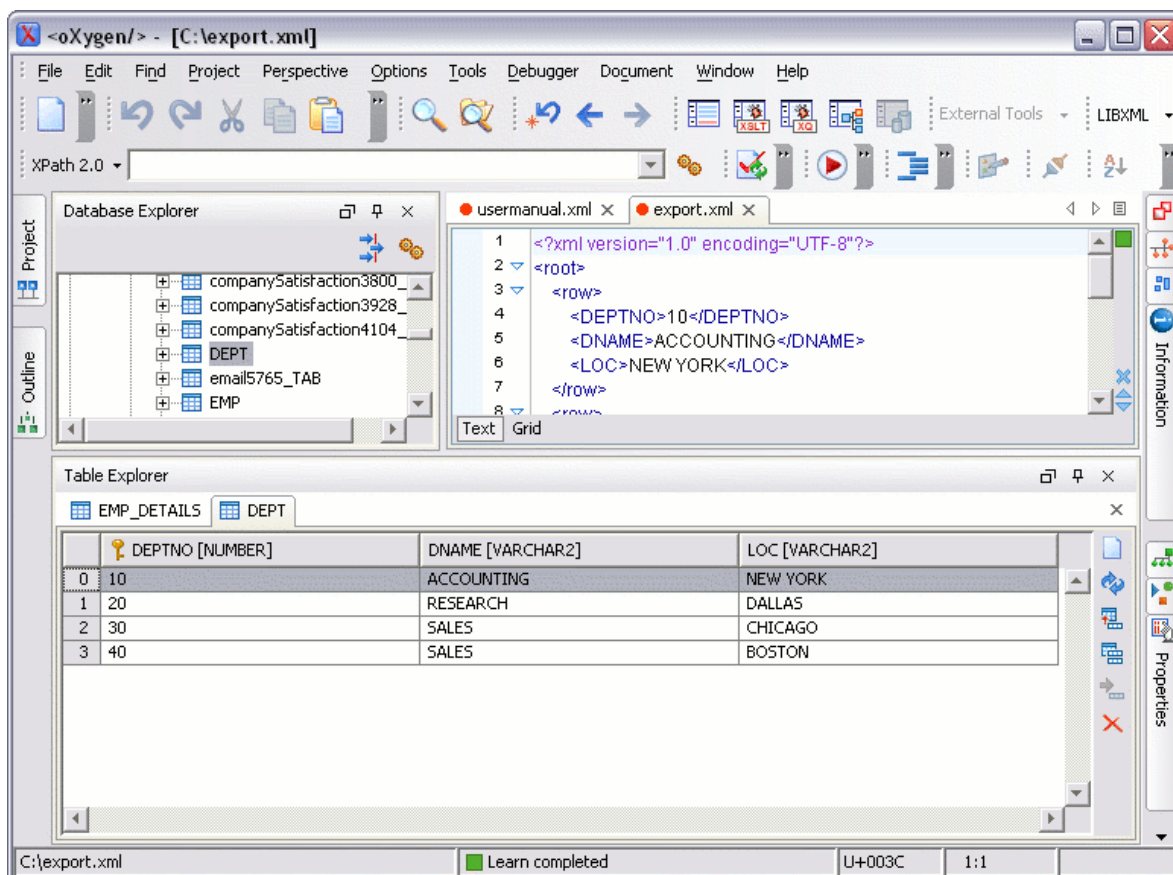 <oXygen/> - [C:\export.xml]
File Edit Find Project Perspective Options Tools Debugger Document Window Help
XSLT XQ External Tools LIBXML
XPath 2.0
Project
Outline
Database Explorer
companySatisfaction3800_
companySatisfaction3928_
companySatisfaction4104_
DEPT
email5765_TAB
EMP
usermanual.xml export.xml
1 <?xml version="1.0" encoding="UTF-8"?>
2 <root>
3 <row>
4 <DEPTNO>10</DEPTNO>
5 <DNAME>ACCOUNTING</DNAME>
6 <LOC>NEW YORK</LOC>
7 </row>
8 <row>
Text Grid
Information
Table Explorer
EMP_DETAILS DEPT
DEPTNO [NUMBER] DNAME [VARCHAR2] LOC [VARCHAR2]
0 10 ACCOUNTING NEW YORK
1 20 RESEARCH DALLAS
2 30 SALES CHICAGO
3 40 SALES BOSTON
Properties
C:\export.xml Learn completed U+003C 1:1